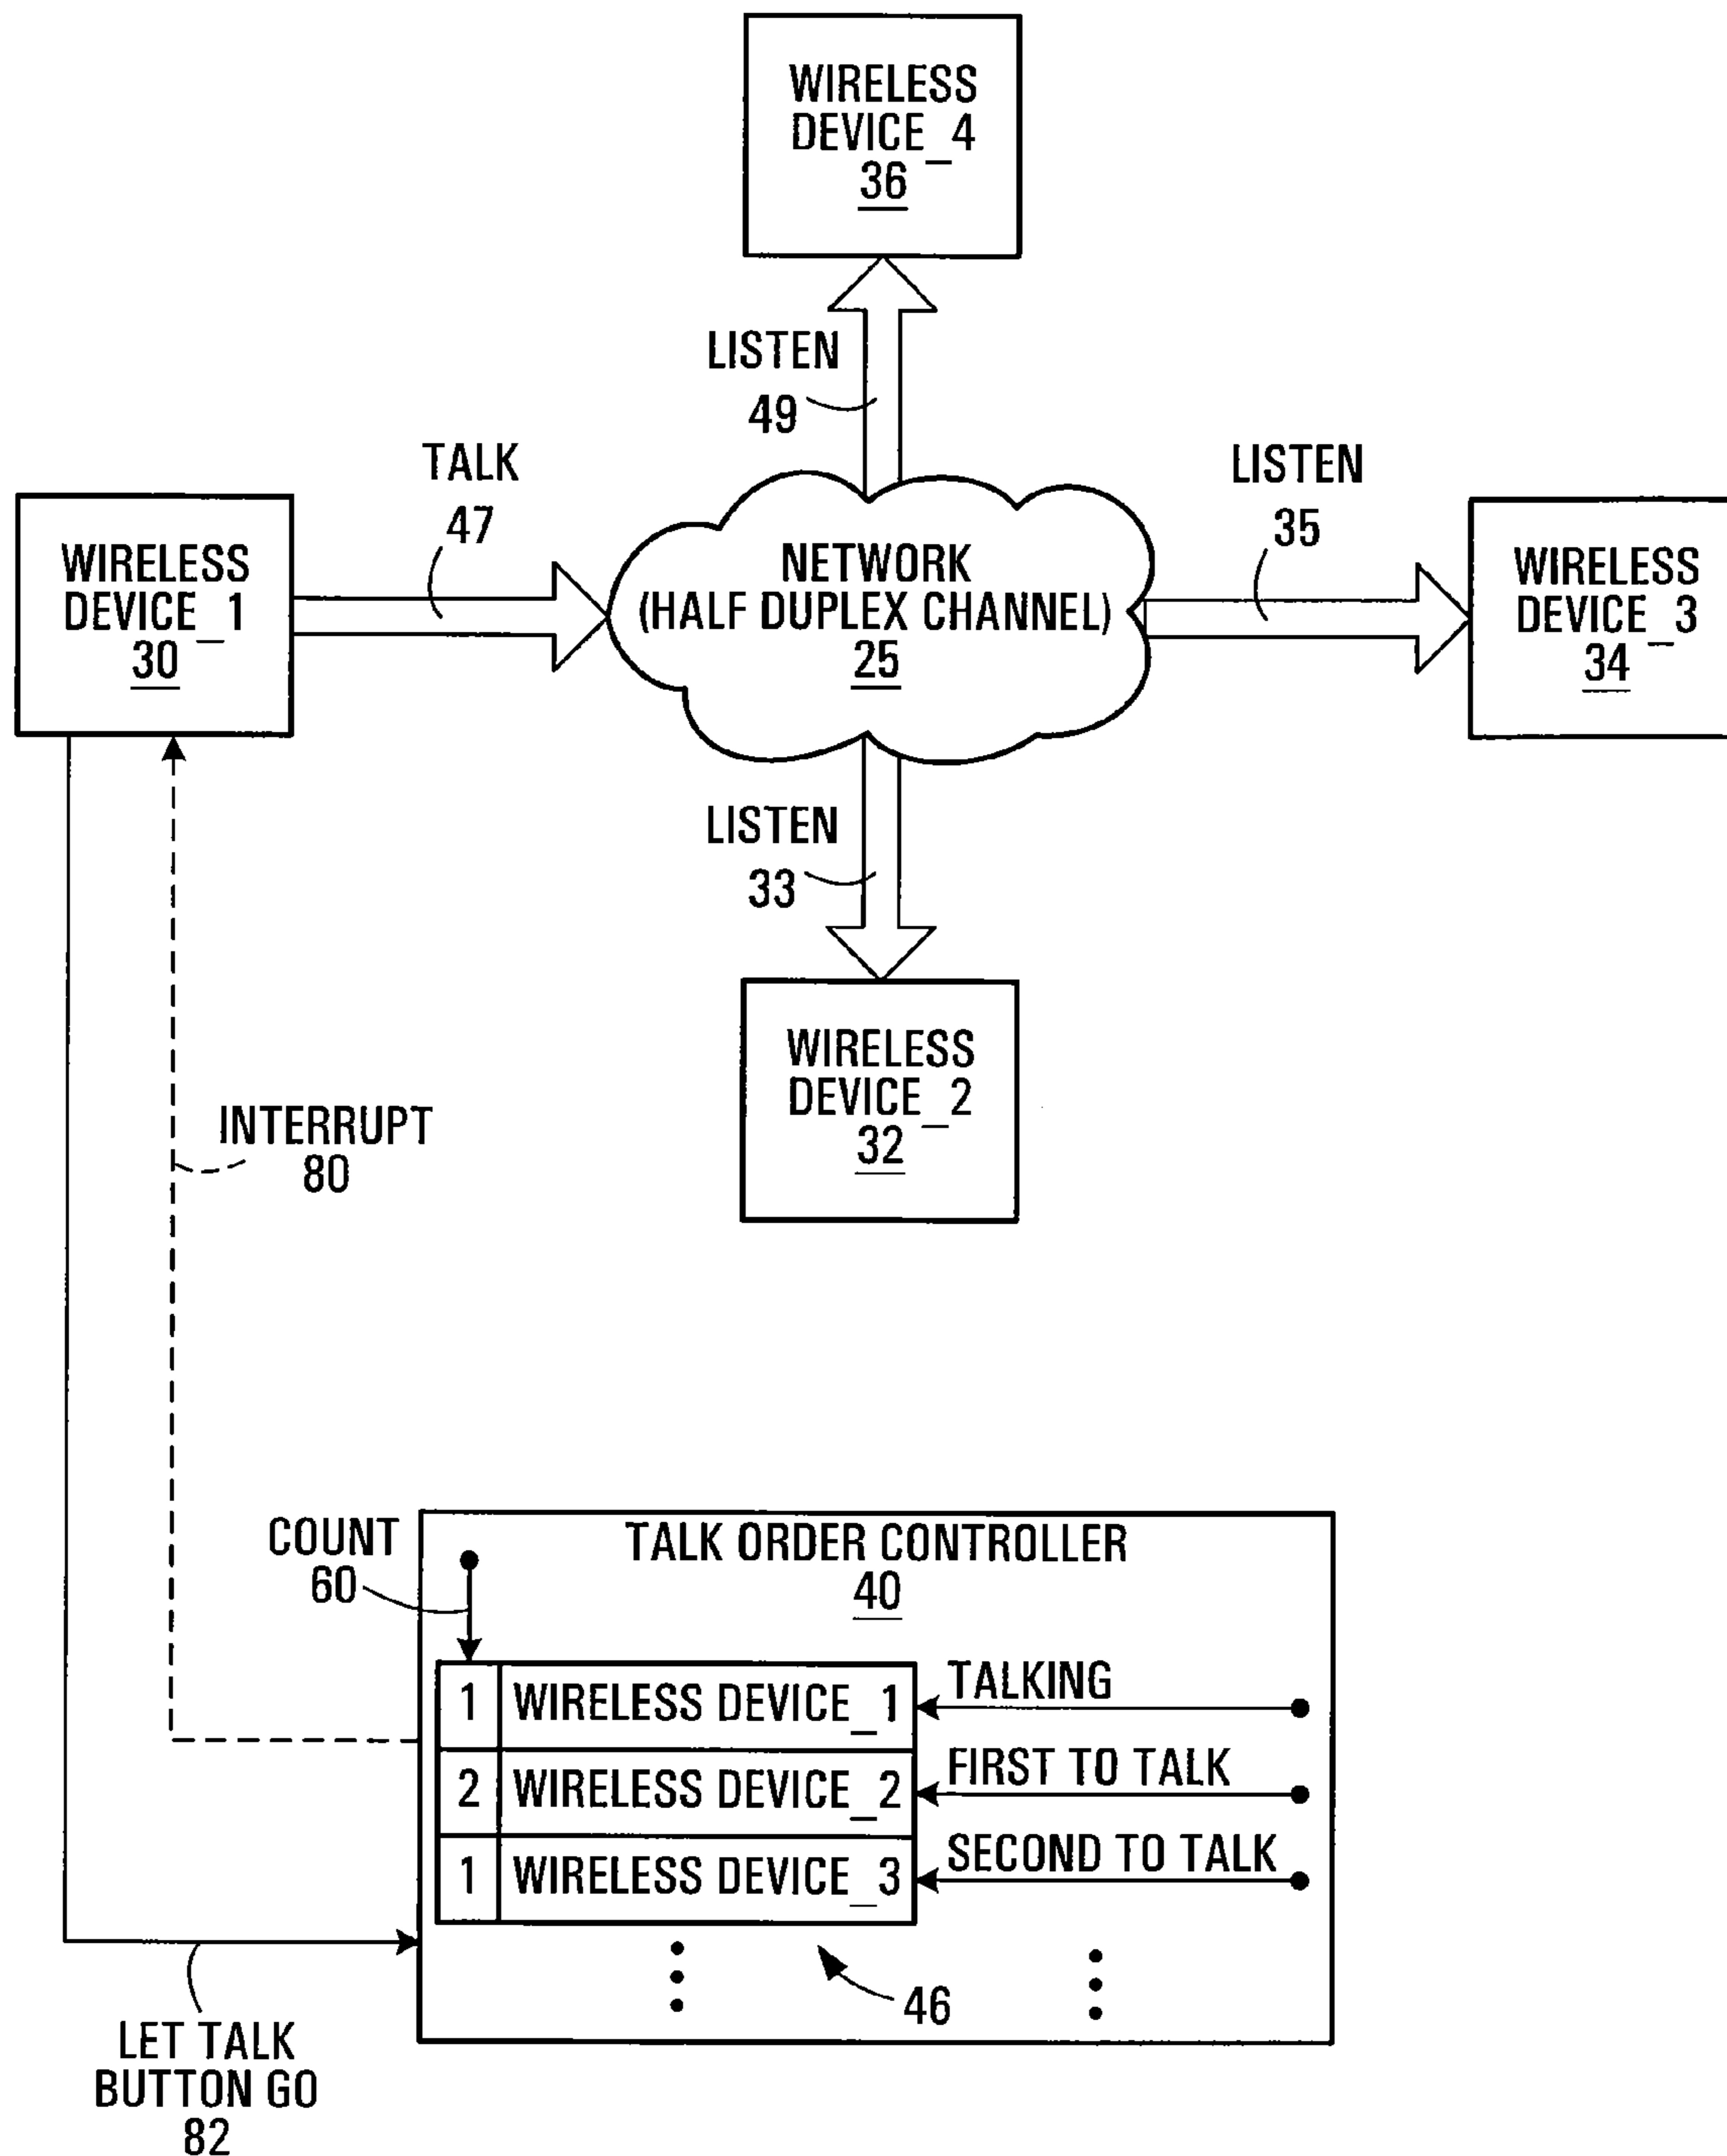 WIRELESS
DEVICE_4
36
LISTEN
49
TALK
47
LISTEN
35
WIRELESS
DEVICE_1
30
NETWORK
(HALF DUPLEX CHANNEL)
25
WIRELESS
DEVICE_3
34
LISTEN
33
WIRELESS
DEVICE_2
32
INTERRUPT
80
COUNT
60
TALK ORDER CONTROLLER
40
1 WIRELESS DEVICE_1 TALKING
2 WIRELESS DEVICE_2 FIRST TO TALK
1 WIRELESS DEVICE_3 SECOND TO TALK
46
LET TALK
BUTTON GO
82